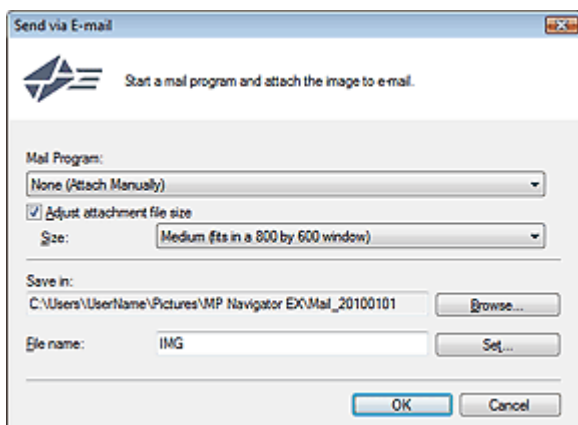 Send via E-mail
Start a mail program and attach the image to e-mail.
Mail Program:
None (Attach Manually)
Adjust attachment file size
Size: Medium (fits in a 800 by 600 window)
Save in:
C:\Users\UserName\Pictures\MP Navigator EX\Mail_20100101 Browse...
File name: IMG Set...
OK Cancel